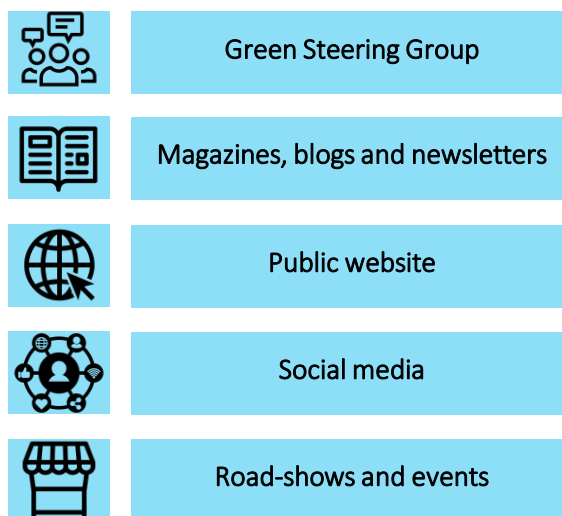 Green Steering Group
Magazines, blogs and newsletters
Public website
Social media
Road-shows and events